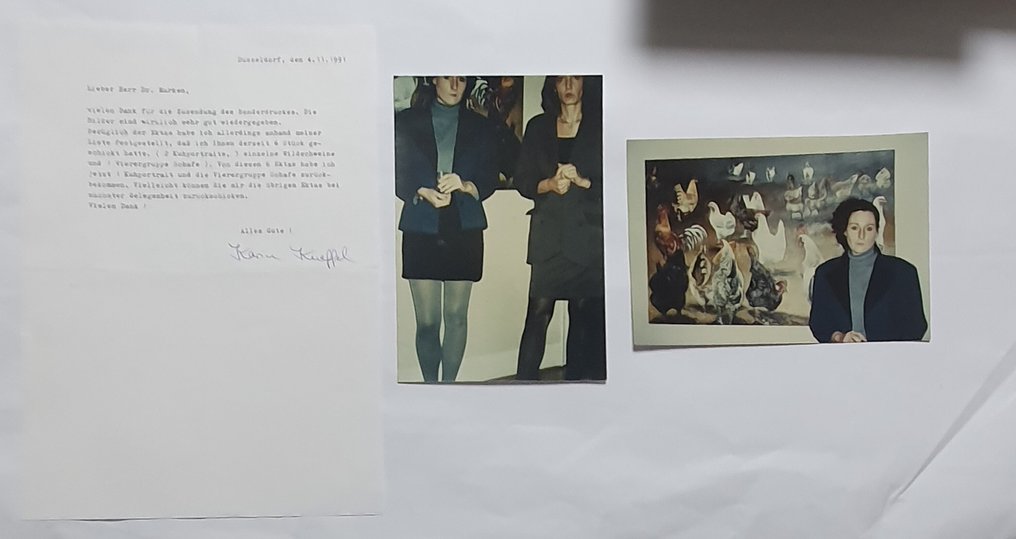 Düsseldorf, den 4.11.1991
Lieber Herr Dr. Marken,
vielen Dank für die Zusendung des Sonderdruckes. Die
Bilder sind wirklich sehr gut wiedergegeben.
Bezüglich der Ektas habe ich allerdings anhand meiner
Liste festgestellt, daß ich Ihnen derzeit 6 Stück ge-
schickt hatte. ( 2 Kuhportraits, 3 einzelne Wildschweine
und 1 Vierergruppe Schafe ). Von diesen 6 Ektas habe ich
jetzt 1 Kuhportrait und die Vierergruppe Schafe zurück-
bekommen. Vielleicht können Sie mir die übrigen Ektas bei
nächster Gelegenheit zurückschicken.
Vielen Dank !
Alles Gute !
Karin Kneffel